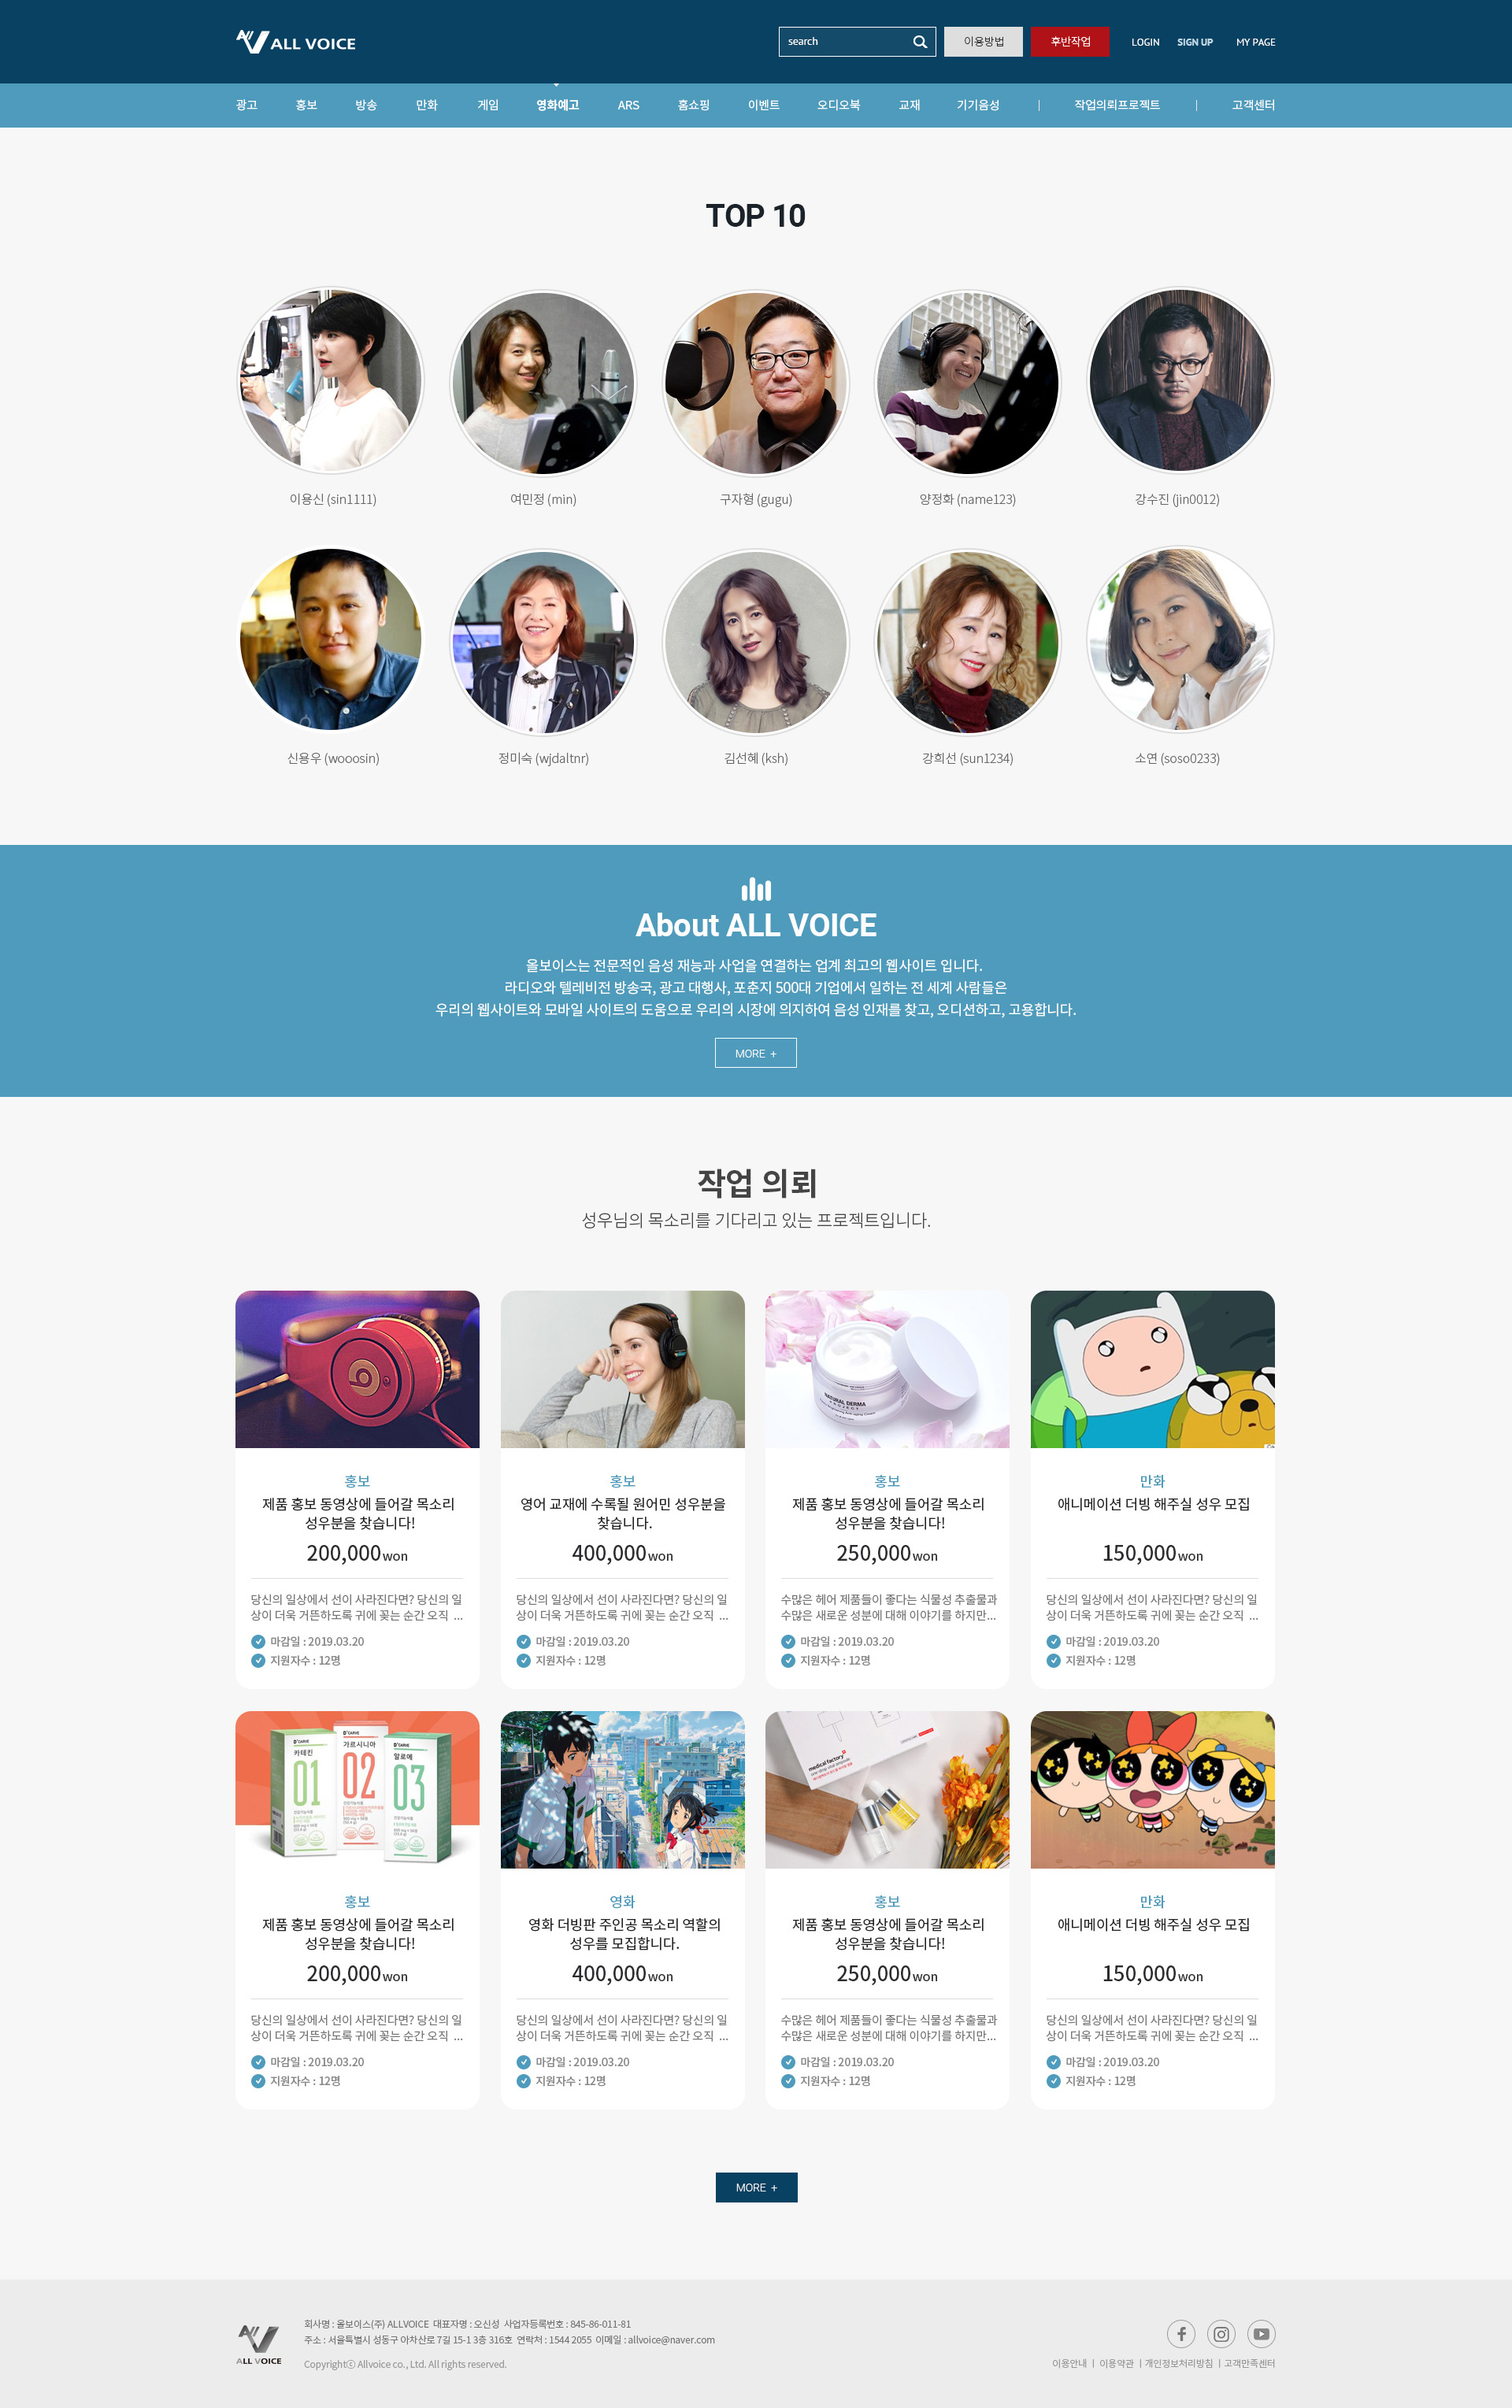 ALL VOICE
search
이용방법
후반작업
LOGIN SIGN UP MY PAGE
광고 홍보 방송 만화 게임 영화예고 ARS 홈쇼핑 이벤트 오디오북 교재 기기음성 | 작업의뢰프로젝트 | 고객센터
TOP 10
이용신 (sin1111)
여민정 (min)
구자형 (gugu)
양정화 (name123)
강수진 (jin0012)
신용우 (wooosin)
정미숙 (wjdaltnr)
김선혜 (ksh)
강희선 (sun1234)
소연 (soso0233)
About ALL VOICE
올보이스는 전문적인 음성 재능과 사업을 연결하는 업계 최고의 웹사이트 입니다.
라디오와 텔레비전 방송국, 광고 대행사, 포춘지 500대 기업에서 일하는 전 세계 사람들은
우리의 웹사이트와 모바일 사이트의 도움으로 우리의 시장에 의지하여 음성 인재를 찾고, 오디션하고, 고용합니다.
MORE +
작업 의뢰
성우님의 목소리를 기다리고 있는 프로젝트입니다.
홍보
제품 홍보 동영상에 들어갈 목소리
성우분을 찾습니다!
200,000won
당신의 일상에서 선이 사라진다면? 당신의 일
상이 더욱 거뜬하도록 귀에 꽂는 순간 오직 ...
마감일 : 2019.03.20
지원자수 : 12명
홍보
영어 교재에 수록될 원어민 성우분을
찾습니다.
400,000won
당신의 일상에서 선이 사라진다면? 당신의 일
상이 더욱 거뜬하도록 귀에 꽂는 순간 오직 ...
마감일 : 2019.03.20
지원자수 : 12명
NATURAL DERMA
PROJECT
홍보
제품 홍보 동영상에 들어갈 목소리
성우분을 찾습니다!
250,000won
수많은 헤어 제품들이 좋다는 식물성 추출물과
수많은 새로운 성분에 대해 이야기를 하지만...
마감일 : 2019.03.20
지원자수 : 12명
만화
애니메이션 더빙 해주실 성우 모집
150,000won
당신의 일상에서 선이 사라진다면? 당신의 일
상이 더욱 거뜬하도록 귀에 꽂는 순간 오직 ...
마감일 : 2019.03.20
지원자수 : 12명
카테킨
01
가르시니아
02
알로에
03
홍보
제품 홍보 동영상에 들어갈 목소리
성우분을 찾습니다!
200,000won
당신의 일상에서 선이 사라진다면? 당신의 일
상이 더욱 거뜬하도록 귀에 꽂는 순간 오직 ...
마감일 : 2019.03.20
지원자수 : 12명
영화
영화 더빙판 주인공 목소리 역할의
성우를 모집합니다.
400,000won
당신의 일상에서 선이 사라진다면? 당신의 일
상이 더욱 거뜬하도록 귀에 꽂는 순간 오직 ...
마감일 : 2019.03.20
지원자수 : 12명
medical factory
홍보
제품 홍보 동영상에 들어갈 목소리
성우분을 찾습니다!
250,000won
수많은 헤어 제품들이 좋다는 식물성 추출물과
수많은 새로운 성분에 대해 이야기를 하지만...
마감일 : 2019.03.20
지원자수 : 12명
만화
애니메이션 더빙 해주실 성우 모집
150,000won
당신의 일상에서 선이 사라진다면? 당신의 일
상이 더욱 거뜬하도록 귀에 꽂는 순간 오직 ...
마감일 : 2019.03.20
지원자수 : 12명
MORE +
ALL VOICE
회사명 : 올보이스(주) ALLVOICE 대표자명 : 오신성 사업자등록번호 : 845-86-011-81
주소 : 서울특별시 성동구 아차산로 7길 15-1 3층 316호 연락처 : 1544 2055 이메일 : allvoice@naver.com
Copyrightⓒ Allvoice co., Ltd. All rights reserved.
이용안내 | 이용약관 | 개인정보처리방침 | 고객만족센터